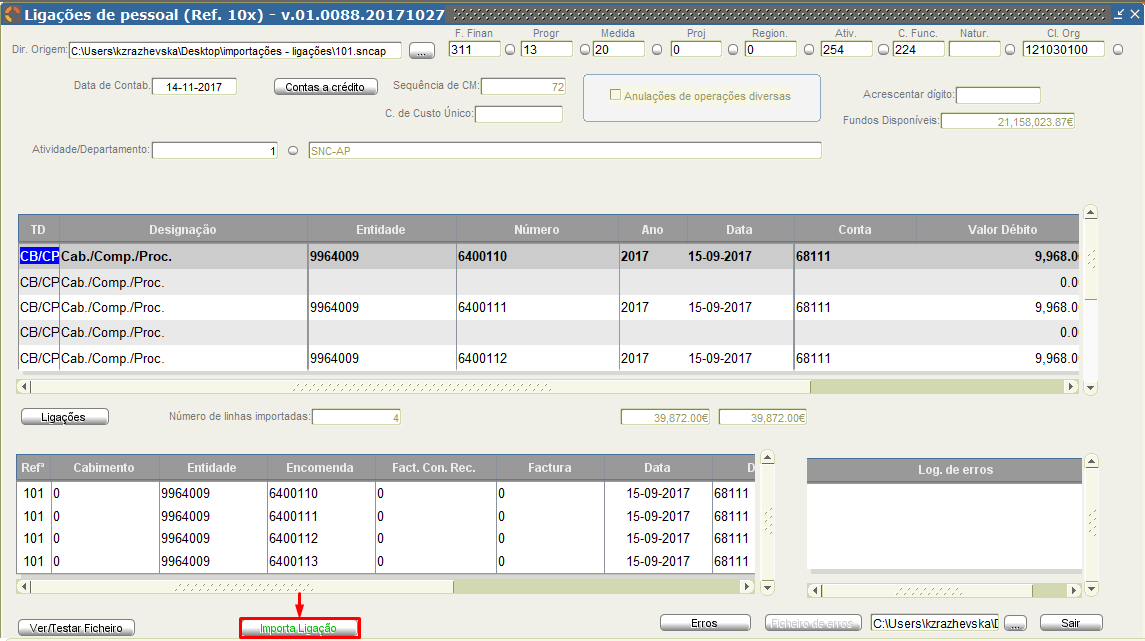 Ligações de pessoal (Ref. 10x) - v.01.0088.20171027
F. Finan Progr Medida Proj Region. Ativ. C. Func. Natur. Cl. Org
Dir. Origem: C:\Users\kzrazhevska\Desktop\importações - ligações\101.sncap ... 311 13 20 0 0 254 224 121030100
Data de Contab. 14-11-2017 Contas a crédito Sequência de CM: 72 Anulações de operações diversas Acrescentar dígito:
C. de Custo Único: Fundos Disponíveis: 21,158,023.87€
Atividade/Departamento: 1 SNC-AP
TD Designação Entidade Número Ano Data Conta Valor Débito
CB/CP Cab./Comp./Proc. 9964009 6400110 2017 15-09-2017 68111 9,968.0
CB/CP Cab./Comp./Proc. 0.0
CB/CP Cab./Comp./Proc. 9964009 6400111 2017 15-09-2017 68111 9,968.0
CB/CP Cab./Comp./Proc. 0.0
CB/CP Cab./Comp./Proc. 9964009 6400112 2017 15-09-2017 68111 9,968.0
Ligações Número de linhas importadas: 4 39,872.00€ 39,872.00€
Refª Cabimento Entidade Encomenda Fact. Con. Rec. Factura Data D Log. de erros
101 0 9964009 6400110 0 0 15-09-2017 68111
101 0 9964009 6400111 0 0 15-09-2017 68111
101 0 9964009 6400112 0 0 15-09-2017 68111
101 0 9964009 6400113 0 0 15-09-2017 68111
Ver/Testar Ficheiro Importa Ligação Erros Ficheiro de erros C:\Users\kzrazhevska\D ... Sair